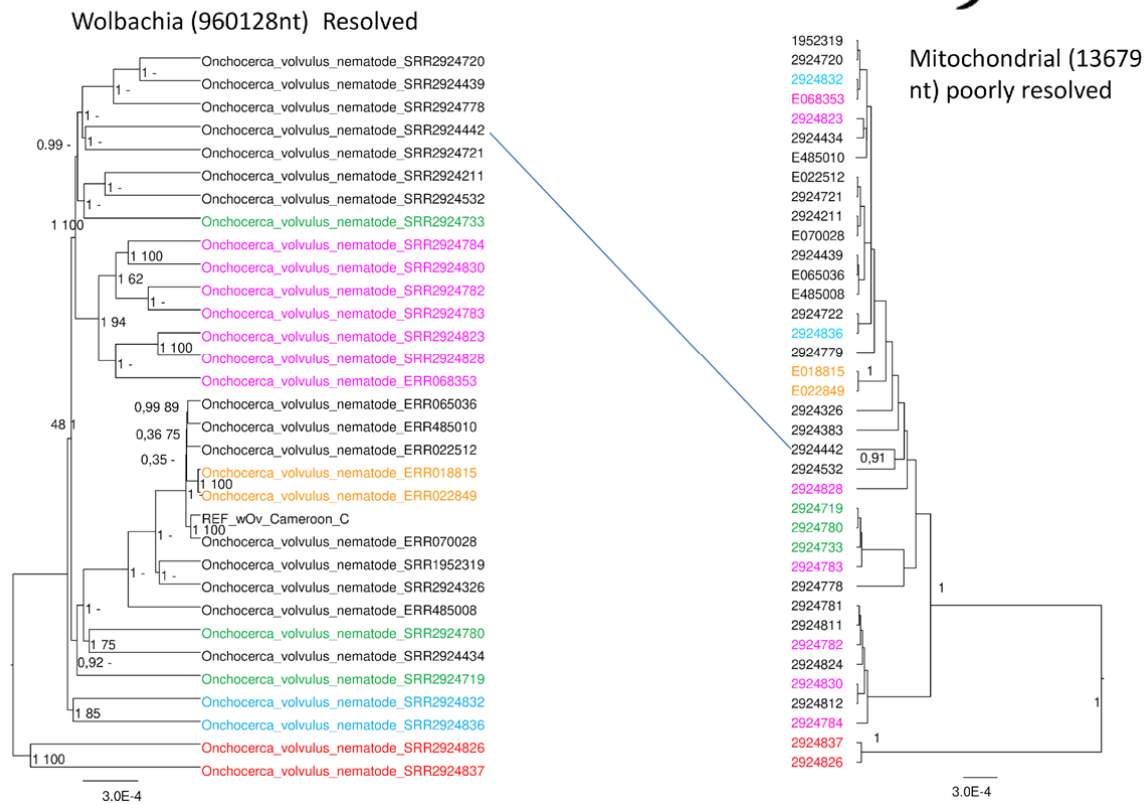 Wolbachia (960128nt) Resolved
Onchocerca_volvulus_nematode_SRR2924720
1 -
Onchocerca_volvulus_nematode_SRR2924439
1 -
Onchocerca_volvulus_nematode_SRR2924778
1 -
Onchocerca_volvulus_nematode_SRR2924442
0.99 -
1 -
Onchocerca_volvulus_nematode_SRR2924721
Onchocerca_volvulus_nematode_SRR2924211
1 -
Onchocerca_volvulus_nematode_SRR2924532
1 -
Onchocerca_volvulus_nematode_SRR2924733
1 100
Onchocerca_volvulus_nematode_SRR2924784
1 100
Onchocerca_volvulus_nematode_SRR2924830
1 62
Onchocerca_volvulus_nematode_SRR2924782
1 -
Onchocerca_volvulus_nematode_SRR2924783
1 94
Onchocerca_volvulus_nematode_SRR2924823
1 100
Onchocerca_volvulus_nematode_SRR2924828
1 -
Onchocerca_volvulus_nematode_ERR068353
Onchocerca_volvulus_nematode_ERR065036
0,99 89
Onchocerca_volvulus_nematode_ERR485010
48 1
0,36 75
Onchocerca_volvulus_nematode_ERR022512
0,35 -
Onchocerca_volvulus_nematode_ERR018815
1 100
Onchocerca_volvulus_nematode_ERR022849
1 -
REF_wOv_Cameroon_C
1 100
Onchocerca_volvulus_nematode_ERR070028
1 -
Onchocerca_volvulus_nematode_SRR1952319
1 -
1 -
Onchocerca_volvulus_nematode_SRR2924326
Onchocerca_volvulus_nematode_ERR485008
1 -
Onchocerca_volvulus_nematode_SRR2924780
1 75
Onchocerca_volvulus_nematode_SRR2924434
0,92 -
Onchocerca_volvulus_nematode_SRR2924719
Onchocerca_volvulus_nematode_SRR2924832
1 85
Onchocerca_volvulus_nematode_SRR2924836
Onchocerca_volvulus_nematode_SRR2924826
1 100
Onchocerca_volvulus_nematode_SRR2924837
3.0E-4
Mitochondrial (13679
nt) poorly resolved
1952319
2924720
2924832
E068353
2924823
2924434
E485010
E022512
2924721
2924211
E070028
2924439
E065036
E485008
2924722
2924836
2924779
E018815
1
E022849
2924326
2924383
2924442
0,91
2924532
2924828
2924719
2924780
2924733
2924783
2924778
1
2924781
2924811
2924782
2924824
2924830
1
2924812
2924784
1
2924837
2924826
3.0E-4